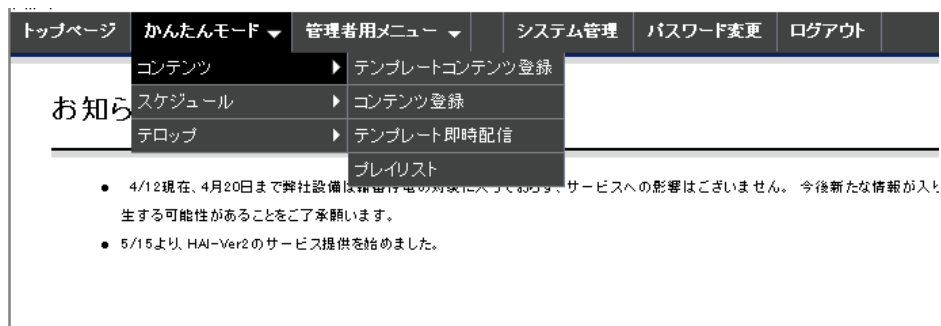 トップページ かんたんモード 管理者用メニュー システム管理 パスワード変更 ログアウト
コンテンツ テンプレートコンテンツ登録
お知ら スケジュール コンテンツ登録
テロップ テンプレート即時配信
プレイリスト
4/12現在、4月20日まで弊社設備は輪番停電の対象に入っておらず、サービスへの影響はございません。 今後新たな情報が入り
生する可能性があることをご了承願います。
5/15より、HAI-Ver2のサービス提供を始めました。